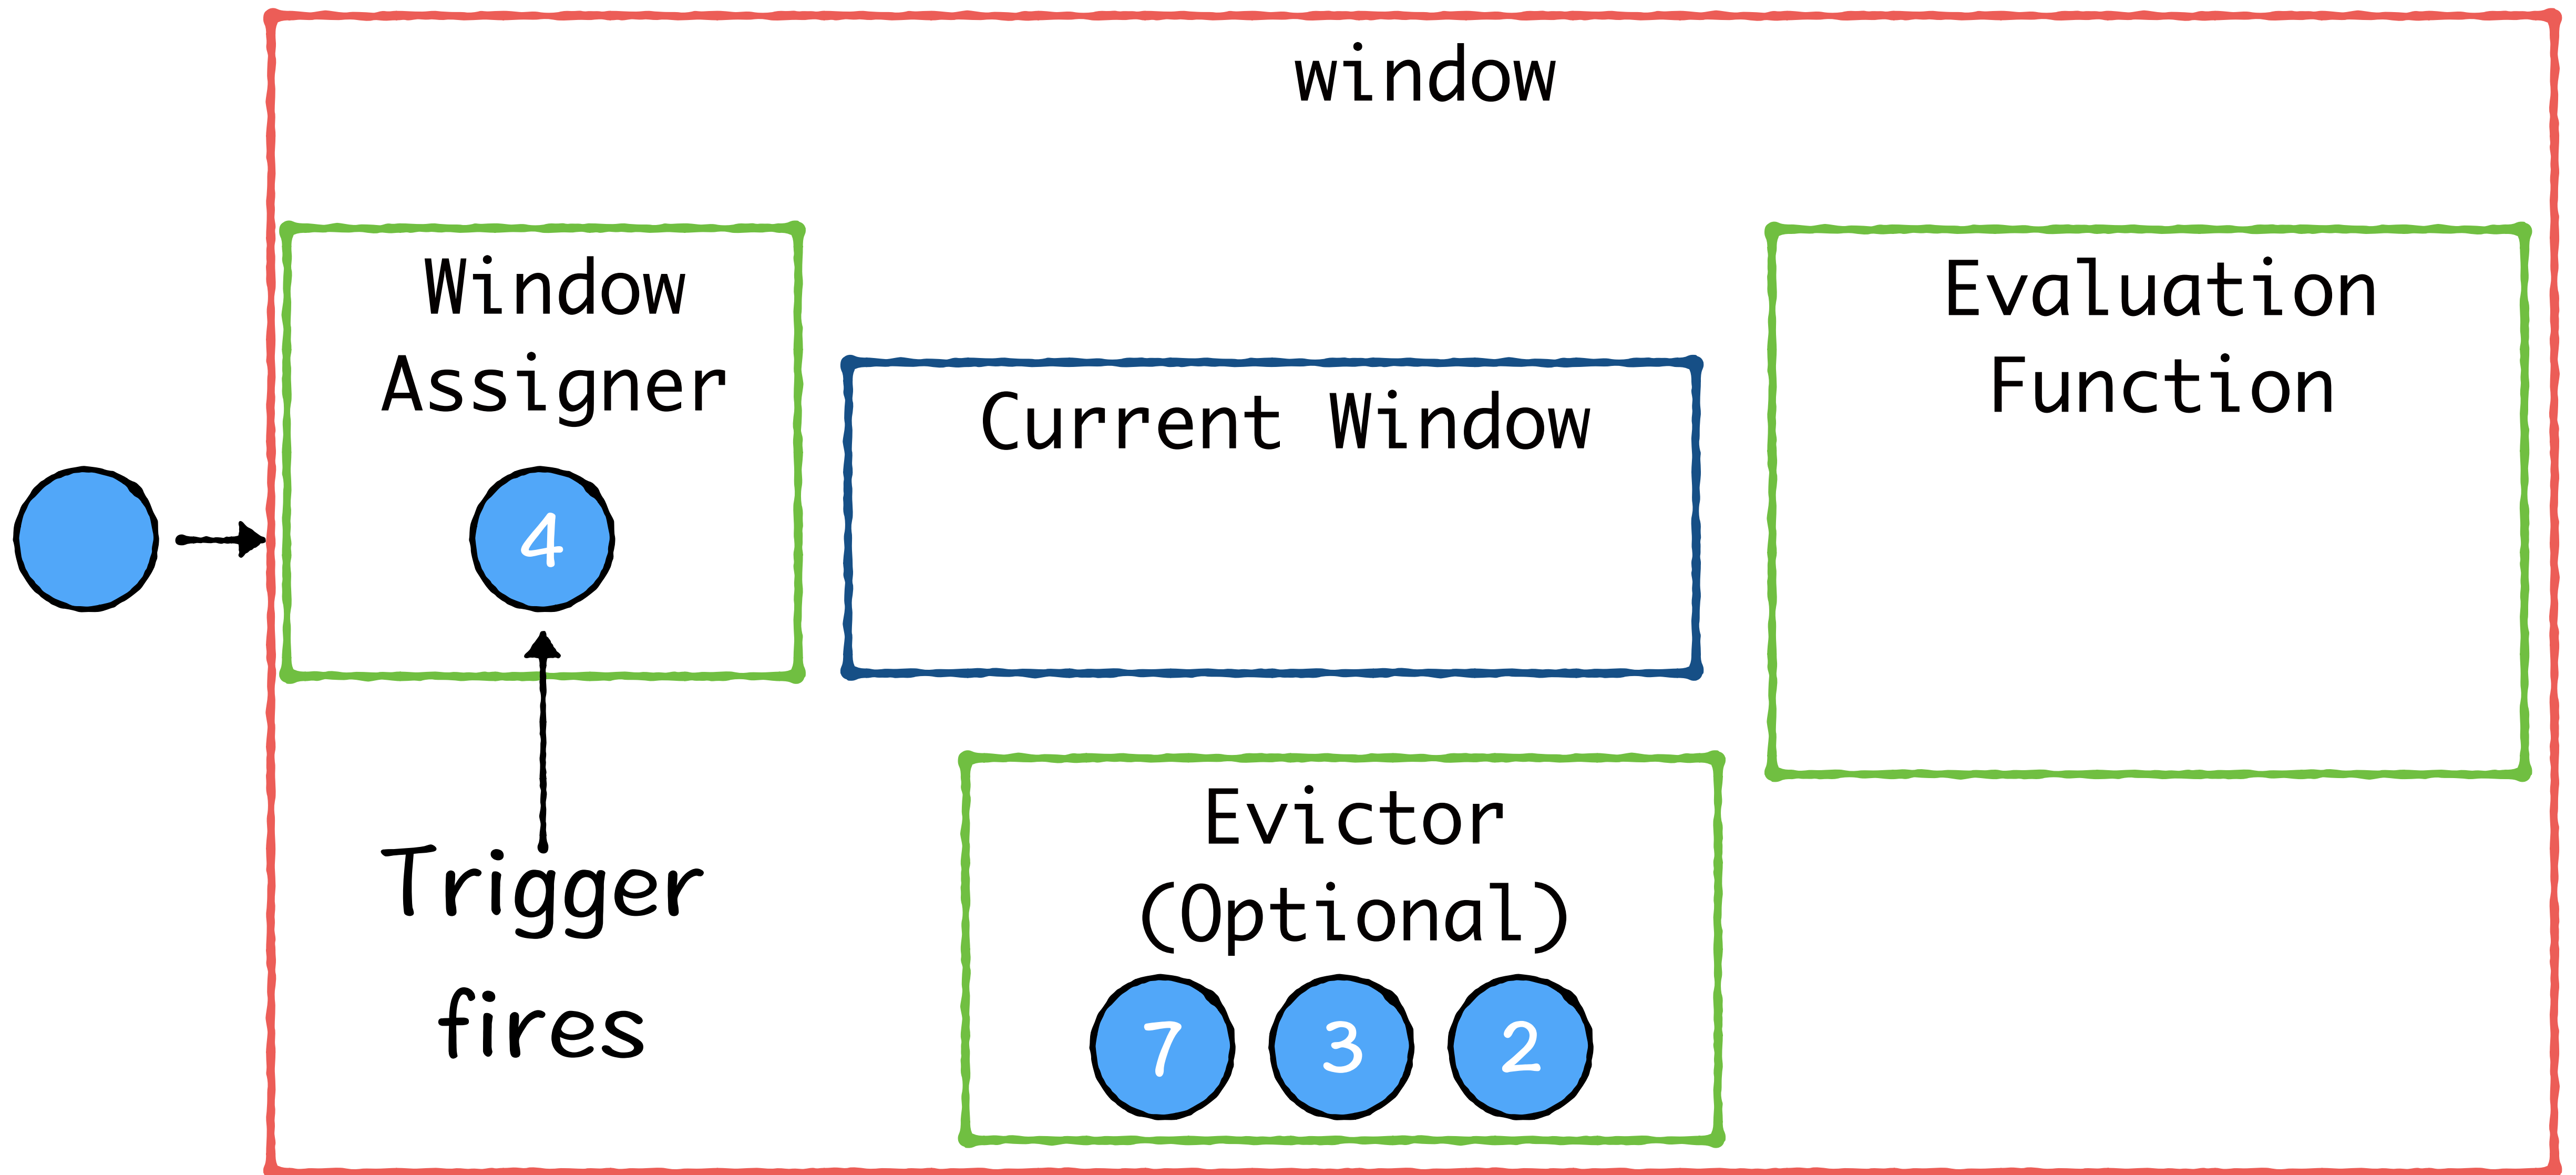 window
Window
Assigner
4
Trigger
fires
Current Window
Evictor
(Optional)
7 3 2
Evaluation
Function